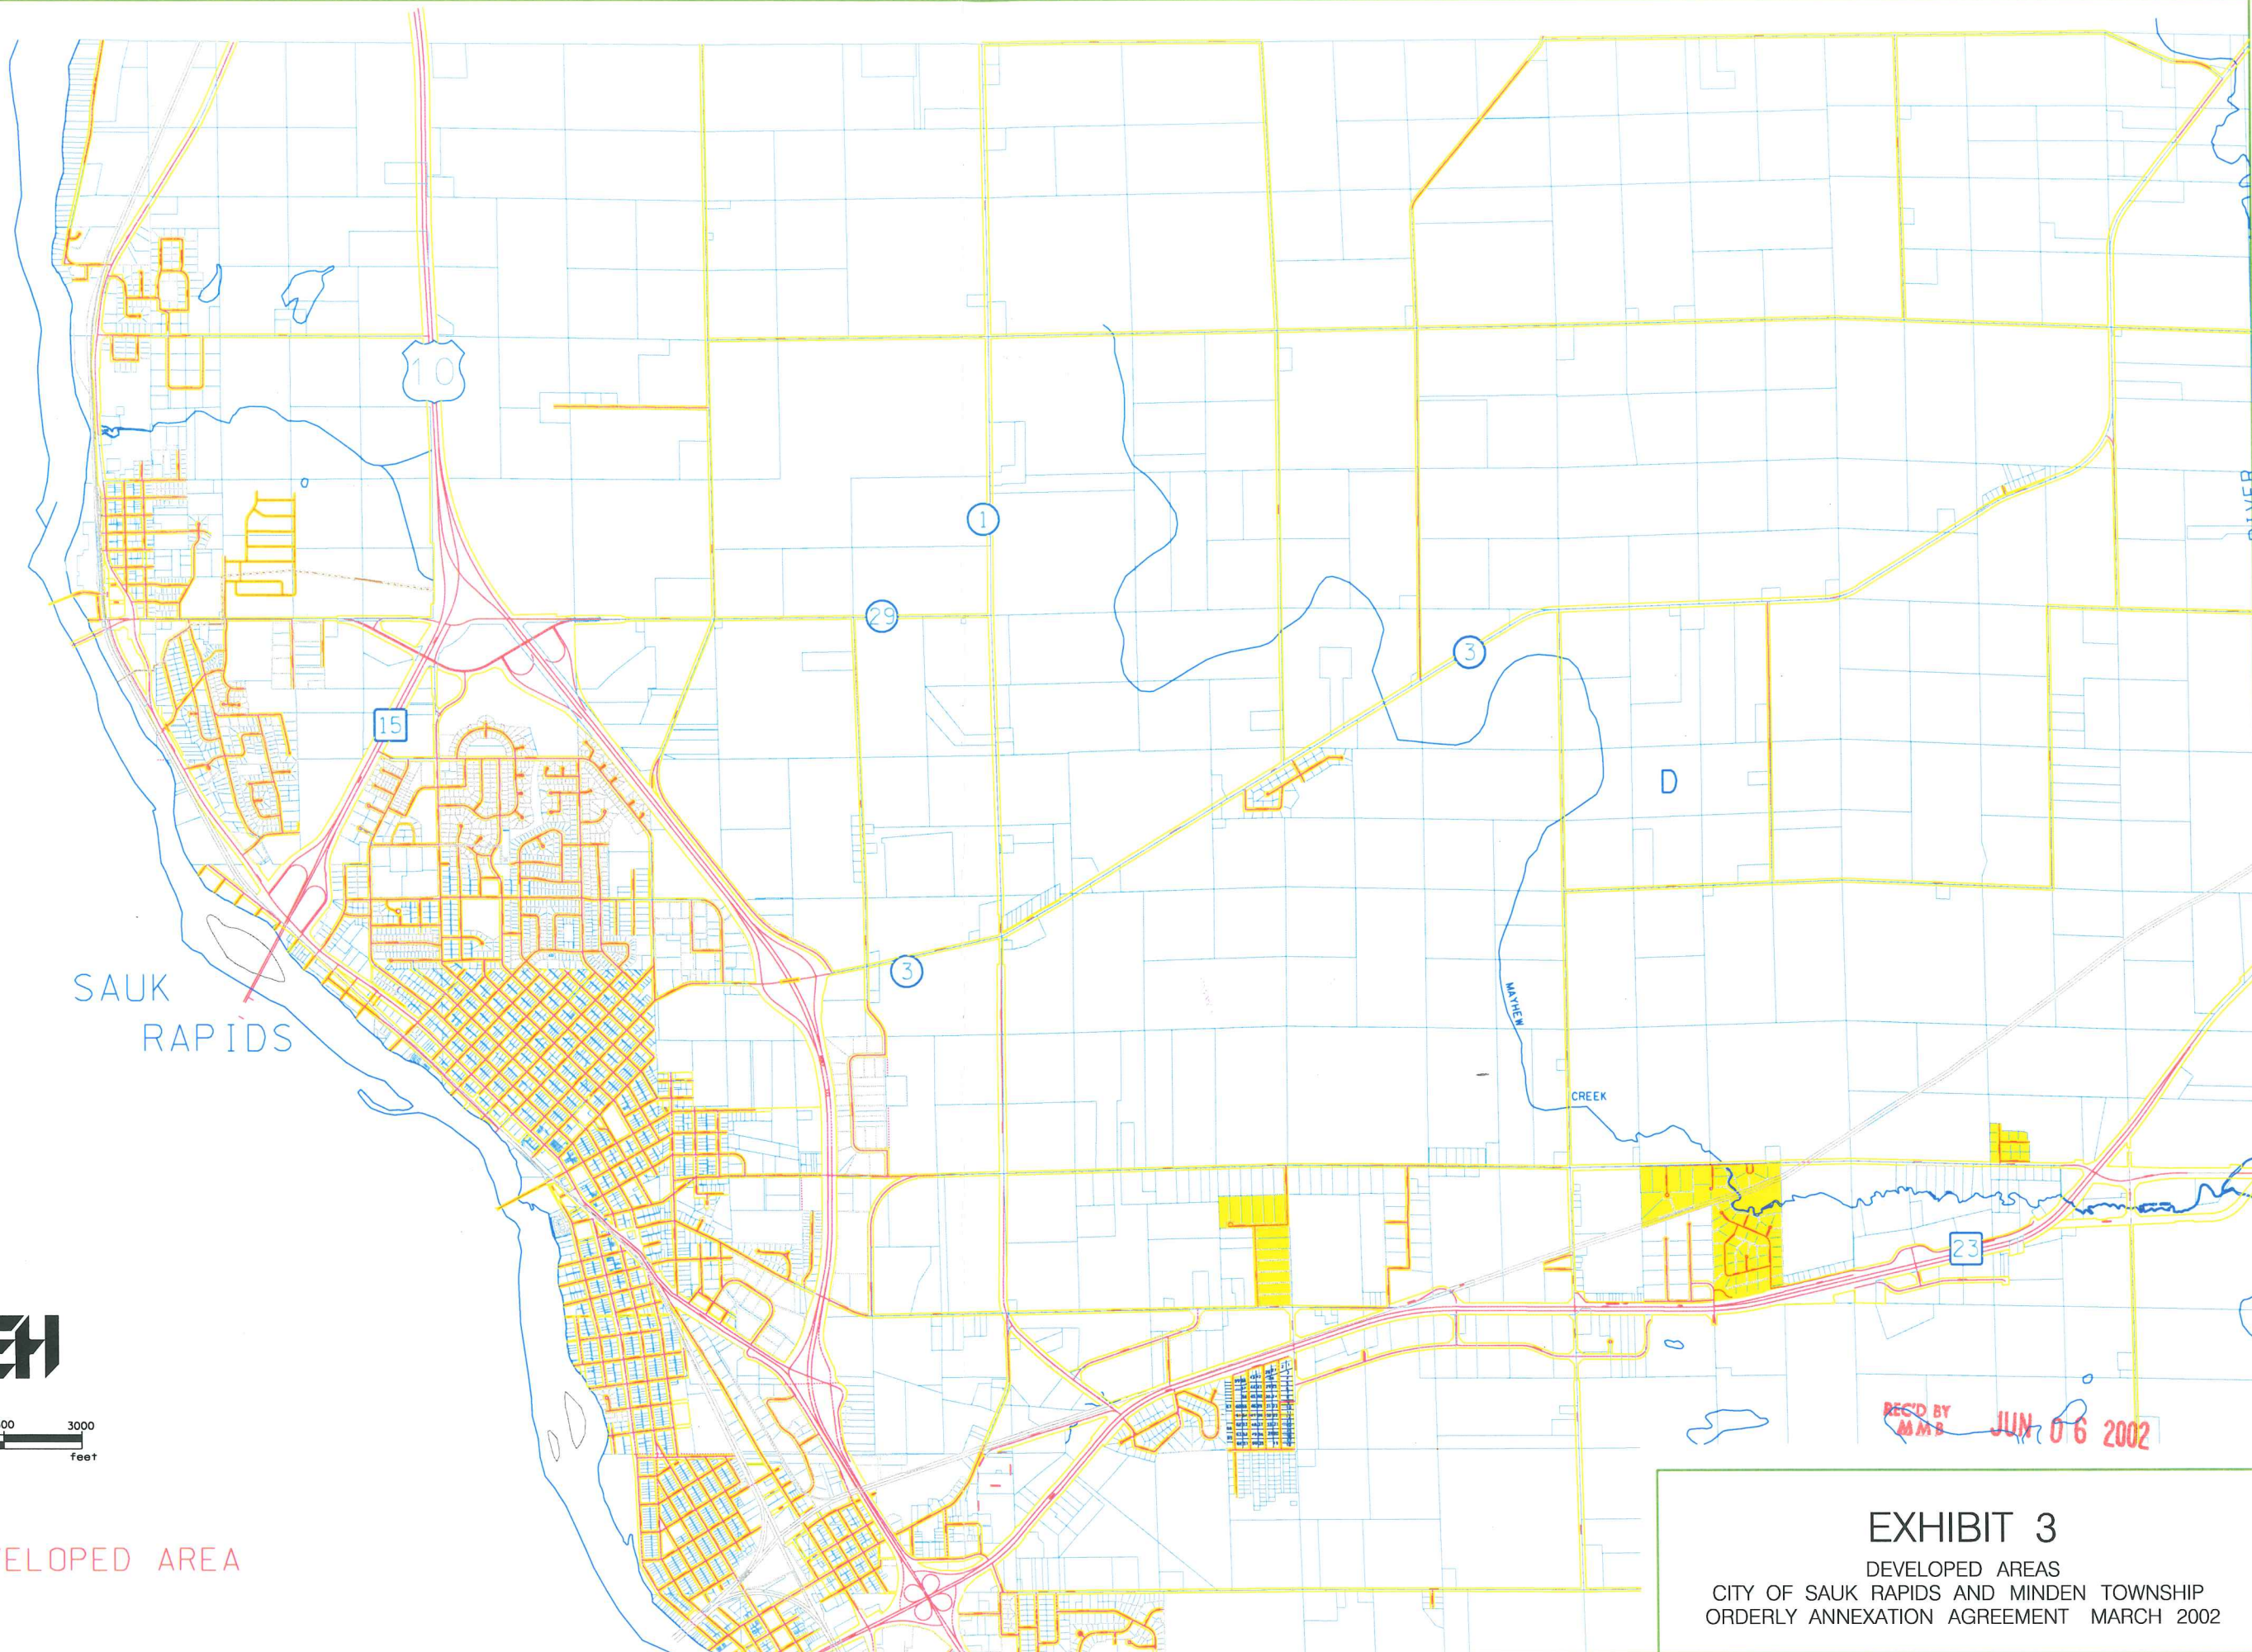 10
1
29
3
15
D
3
SAUK
RAPIDS
MAYHEW
CREEK
23
3000
feet
REC'D BY
MMB
JUN 06 2002
ELOPED AREA
EXHIBIT 3
DEVELOPED AREAS
CITY OF SAUK RAPIDS AND MINDEN TOWNSHIP
ORDERLY ANNEXATION AGREEMENT MARCH 2002